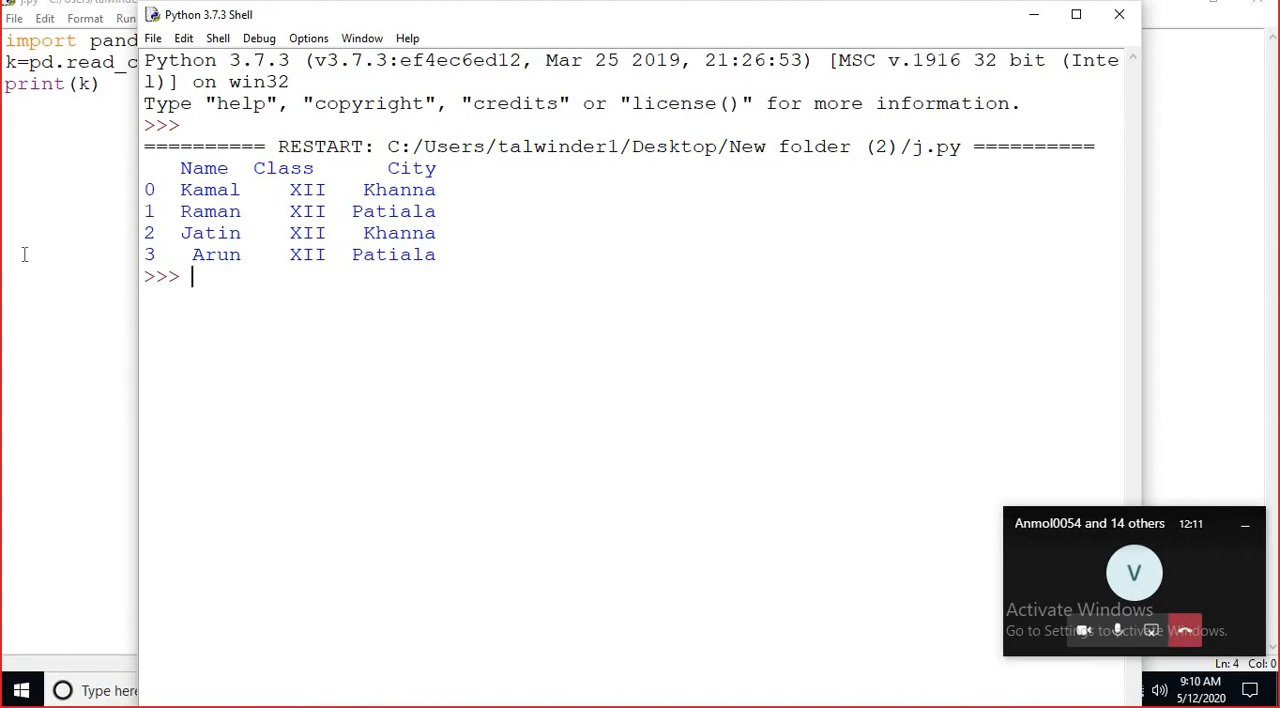 Python 3.7.3 Shell
File Edit Format Run
File Edit Shell Debug Options Window Help
import pand
k=pd.read_c
print(k)
Python 3.7.3 (v3.7.3:ef4ec6ed12, Mar 25 2019, 21:26:53) [MSC v.1916 32 bit (Inte
l)] on win32
Type "help", "copyright", "credits" or "license()" for more information.
>>>
========== RESTART: C:/Users/talwinder1/Desktop/New folder (2)/j.py ==========
Name Class City
0 Kamal XII Khanna
1 Raman XII Patiala
2 Jatin XII Khanna
3 Arun XII Patiala
>>>
Anmol0054 and 14 others 12:11
V
Activate Windows
Go to Settings to activate Windows.
Ln: 4 Col: 0
Type here
9:10 AM
5/12/2020